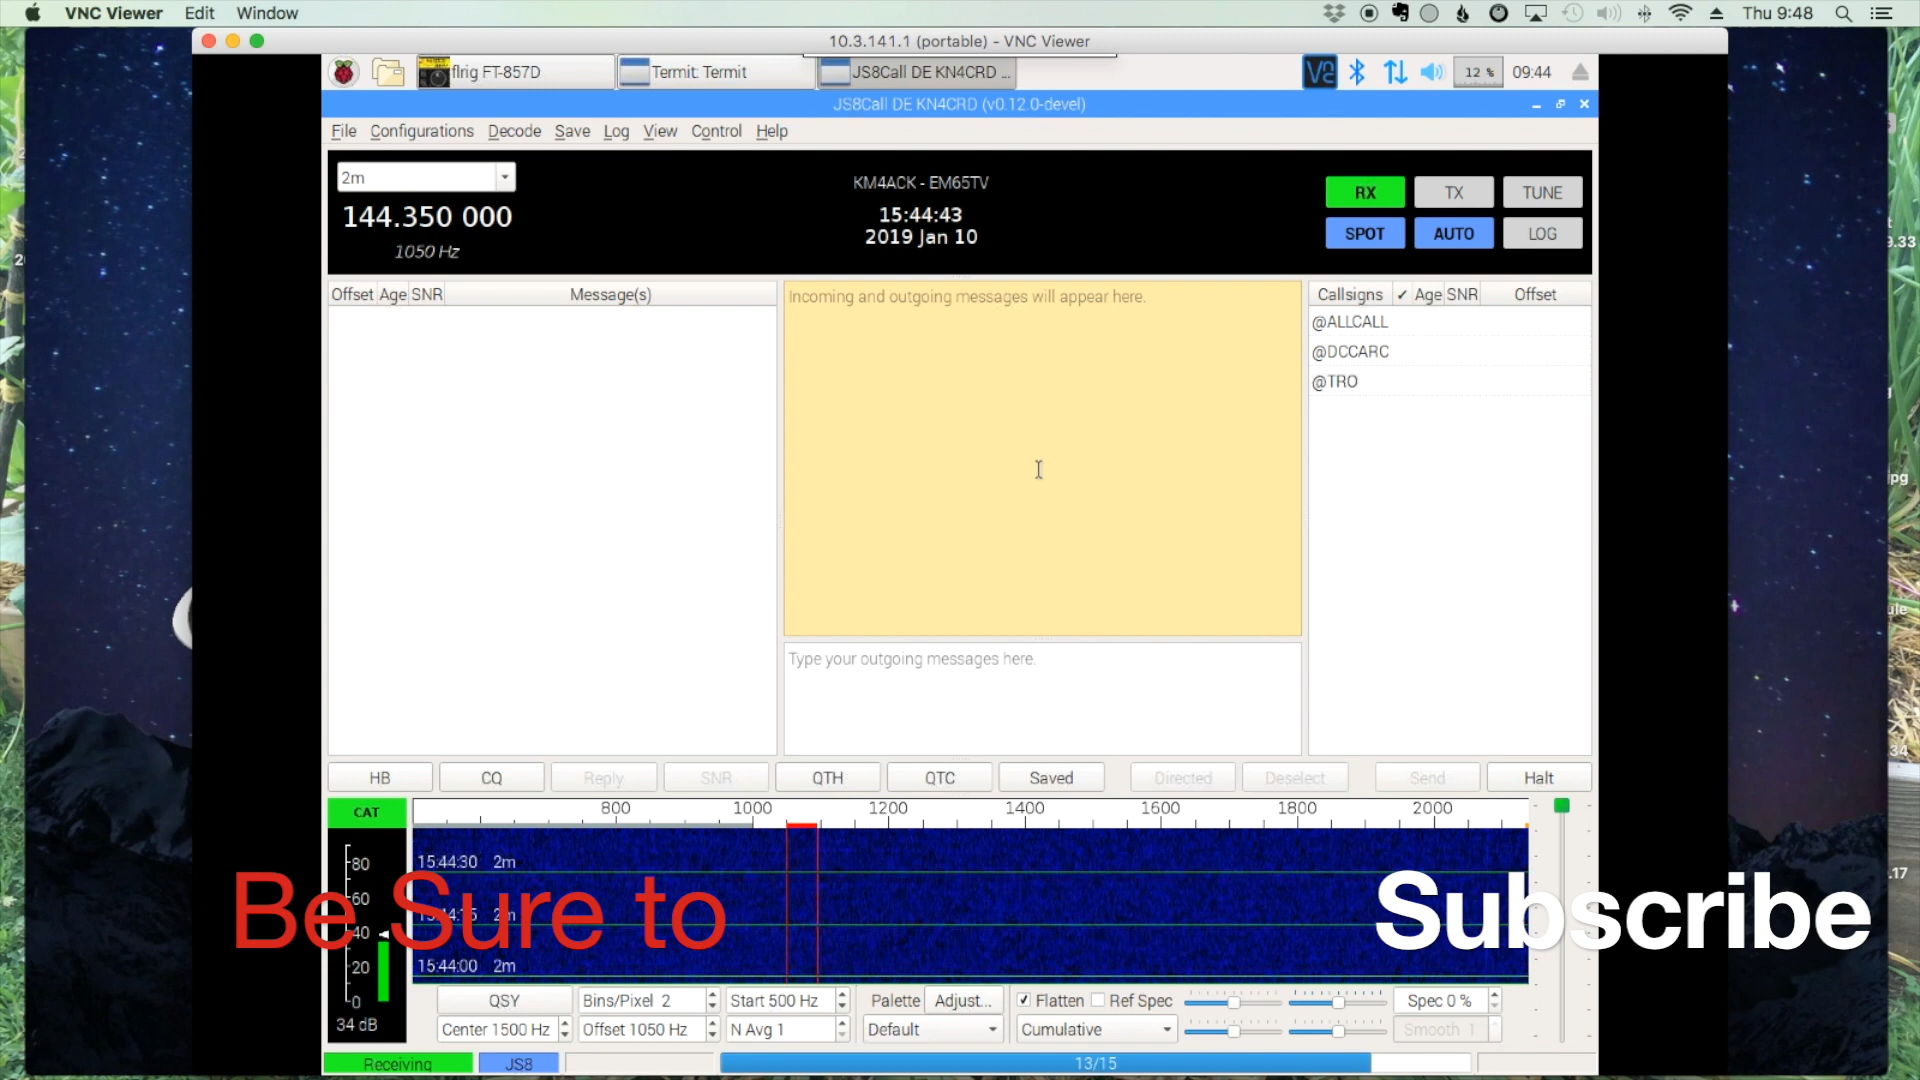 VNC Viewer Edit Window Thu 9:48
10.3.141.1 (portable) - VNC Viewer
flrig FT-857D Termit: Termit JS8Call DE KN4CRD ... 12 % 09:44
JS8Call DE KN4CRD (v0.12.0-devel)
File Configurations Decode Save Log View Control Help
2m KM4ACK - EM65TV RX TX TUNE
144.350 000 15:44:43
1050 Hz 2019 Jan 10 SPOT AUTO LOG
Offset Age SNR Message(s) Incoming and outgoing messages will appear here. Callsigns ✓ Age SNR Offset
@ALLCALL
@DCCARC
@TRO
Type your outgoing messages here.
HB CQ Reply SNR QTH QTC Saved Directed Deselect Send Halt
CAT 800 1000 1200 1400 1600 1800 2000
80 15:44:30 2m
60
Be Sure to Subscribe
40
20 15:44:00 2m
0
34 dB
QSY Bins/Pixel 2 Start 500 Hz Palette Adjust... Flatten Ref Spec Spec 0 %
Center 1500 Hz Offset 1050 Hz N Avg 1 Default Cumulative Smooth 1
Receiving JS8 13/15
9.33
jpg
34
.17